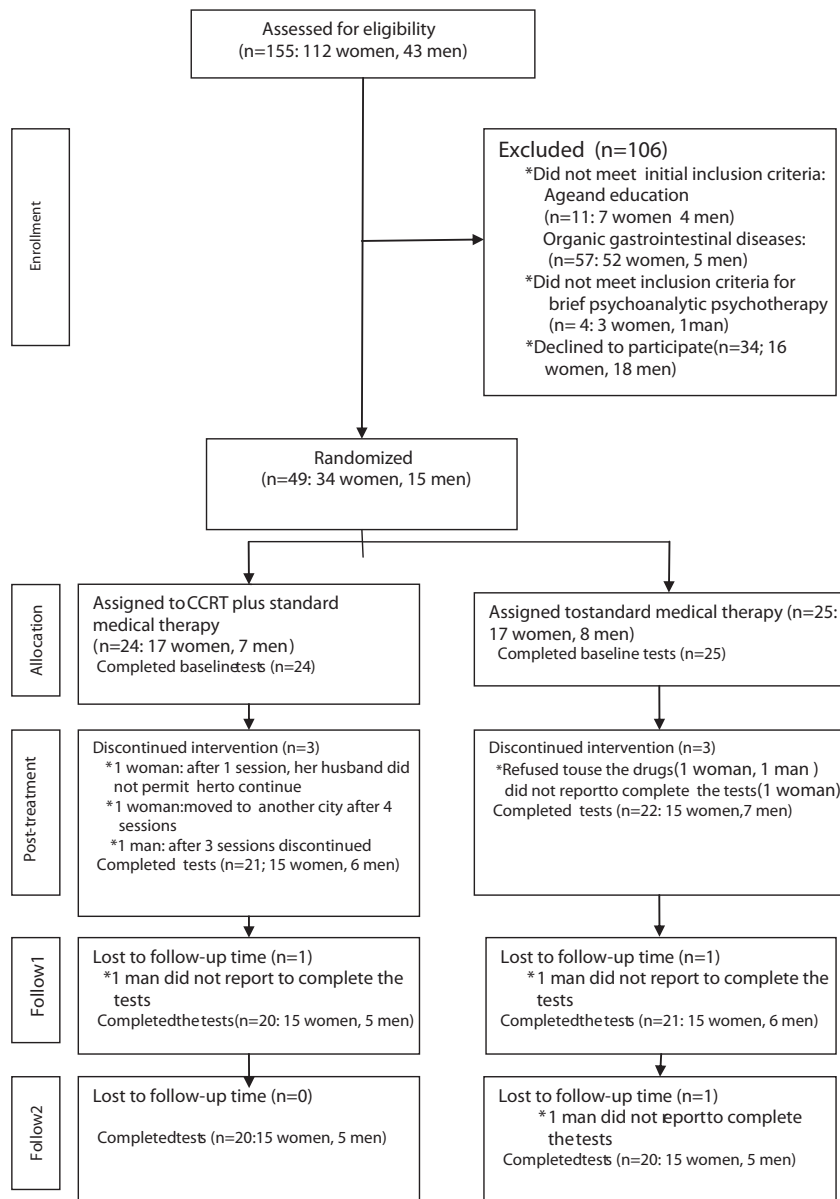 Assessed for eligibility
(n=155: 112 women, 43 men)
Enrollment
Excluded (n=106)
*Did not meet initial inclusion criteria:
Ageand education
(n=11: 7 women 4 men)
Organic gastrointestinal diseases:
(n=57: 52 women, 5 men)
*Did not meet inclusion criteria for
brief psychoanalytic psychotherapy
(n= 4: 3 women, 1man)
*Declined to participate(n=34; 16
women, 18 men)
Randomized
(n=49: 34 women, 15 men)
Allocation
Assigned to CCRT plus standard
medical therapy
(n=24: 17 women, 7 men)
Completed baselinetests (n=24)
Assigned tostandard medical therapy (n=25:
17 women, 8 men)
Completed baseline tests (n=25)
Post-treatment
Discontinued intervention (n=3)
*1 woman: after 1 session, her husband did
not permit herto continue
*1 woman:moved to another city after 4
sessions
*1 man: after 3 sessions discontinued
Completed tests (n=21; 15 women, 6 men)
Discontinued intervention (n=3)
*Refused touse the drugs(1 woman, 1 man )
did not reportto complete the tests(1 woman)
Completed tests (n=22: 15 women,7 men)
Follow1
Lost to follow-up time (n=1)
*1 man did not report to complete the
tests
Completedthetests(n=20: 15 women, 5 men)
Lost to follow-up time (n=1)
*1 man did not report to complete the
tests
Completedthetests (n=21: 15 women, 6 men)
Follow2
Lost to follow-up time (n=0)
Completedtests (n=20:15 women, 5 men)
Lost to follow-up time (n=1)
*1 man did not reportto complete
thetests
Completedtests (n=20: 15 women, 5 men)